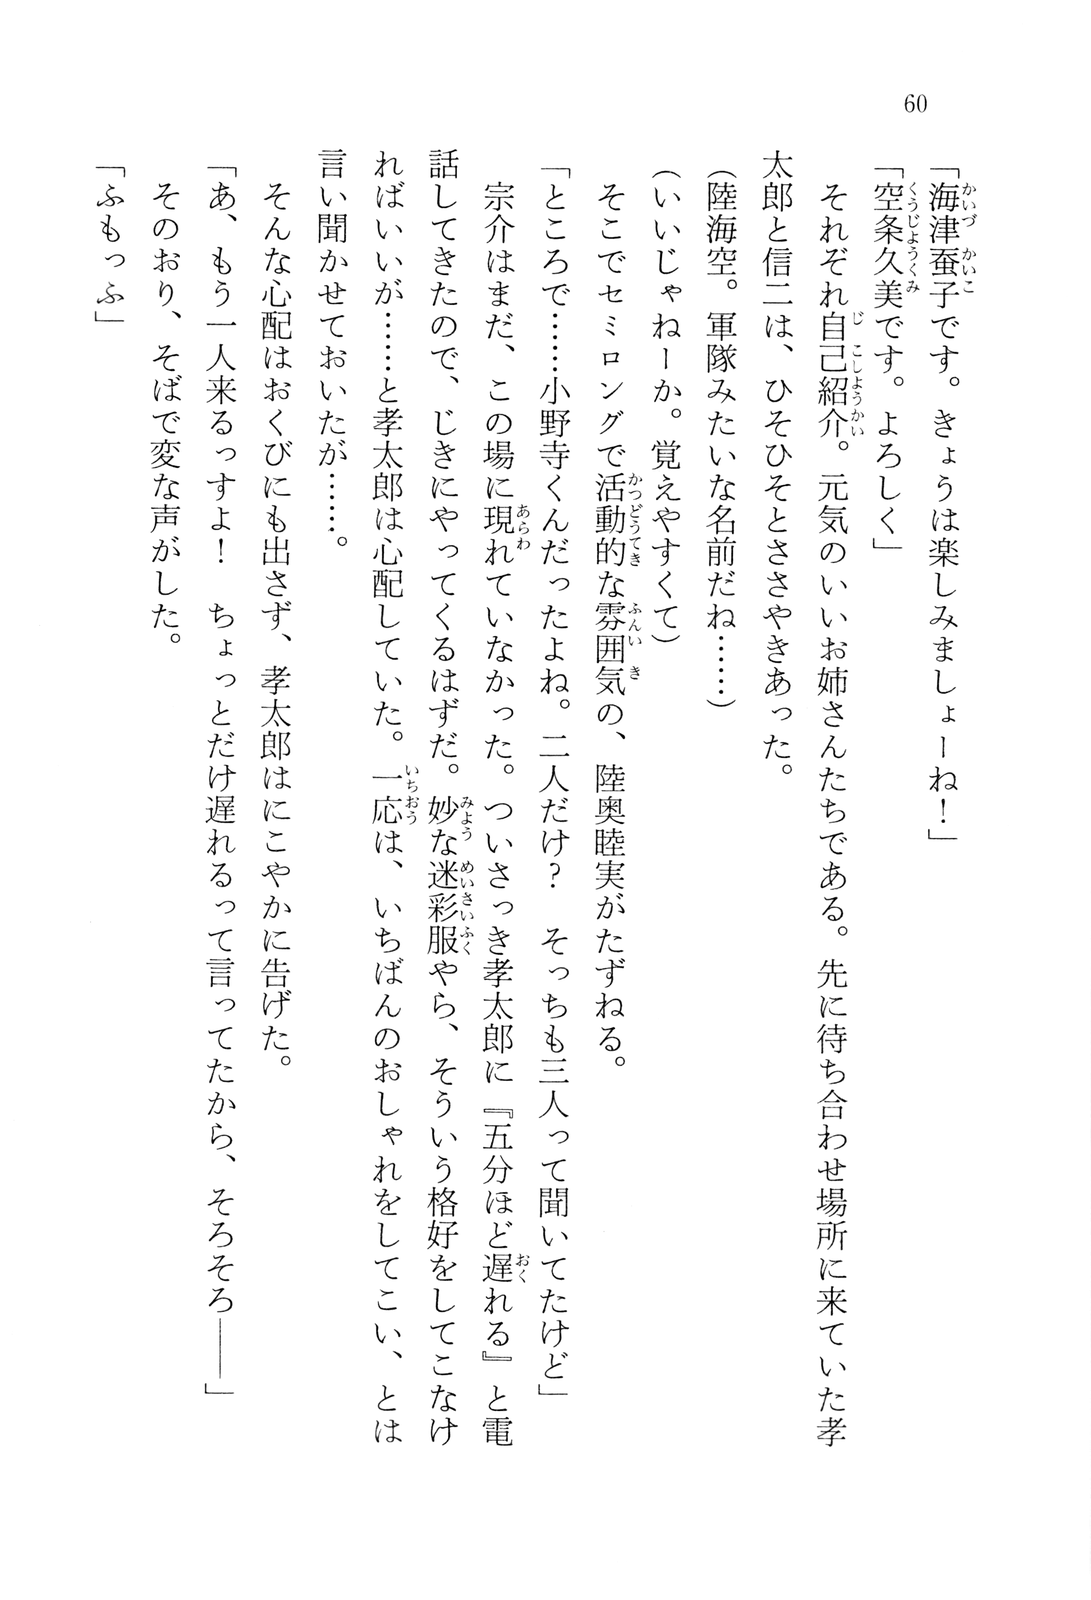 60
「海津蚕子です。きょうは楽しみましょーね！」
「空条久美です。よろしく」
それぞれ自己紹介。元気のいいお姉さんたちである。先に待ち合わせ場所に来ていた孝
太郎と信二は、ひそひそとささやきあった。
（陸海空。軍隊みたいな名前だね……）
（いいじゃねーか。覚えやすくて）
そこでセミロングで活動的な雰囲気の、陸奥睦実がたずねる。
「ところで……小野寺くんだったよね。二人だけ？　そっちも三人って聞いてたけど」
宗介はまだ、この場に現れていなかった。ついさっき孝太郎に『五分ほど遅れる』と電
話してきたので、じきにやってくるはずだ。妙な迷彩服やら、そういう格好をしてこなけ
ればいいが……と孝太郎は心配していた。一応は、いちばんのおしゃれをしてこい、とは
言い聞かせておいたが……。
そんな心配はおくびにも出さず、孝太郎はにこやかに告げた。
「あ、もう一人来るっすよ！　ちょっとだけ遅れるって言ってたから、そろそろ――」
そのおり、そばで変な声がした。
「ふもっふ」